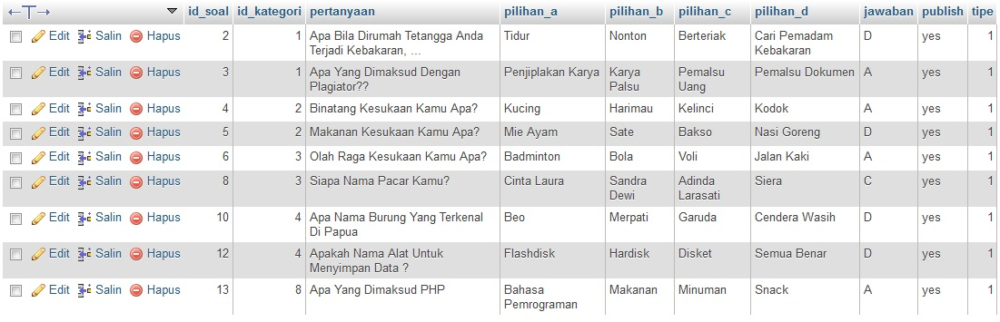 id_soal id_kategori pertanyaan pilihan_a pilihan_b pilihan_c pilihan_d jawaban publish tipe
Edit Salin Hapus 2 1 Apa Bila Dirumah Tetangga Anda Tidur Nonton Berteriak Cari Pemadam D yes 1
Terjadi Kebakaran, ... Kebakaran
Edit Salin Hapus 3 1 Apa Yang Dimaksud Dengan Penjiplakan Karya Karya Pemalsu Pemalsu Dokumen A yes 1
Plagiator?? Palsu Uang
Edit Salin Hapus 4 2 Binatang Kesukaan Kamu Apa? Kucing Harimau Kelinci Kodok A yes 1
Edit Salin Hapus 5 2 Makanan Kesukaan Kamu Apa? Mie Ayam Sate Bakso Nasi Goreng D yes 1
Edit Salin Hapus 6 3 Olah Raga Kesukaan Kamu Apa? Badminton Bola Voli Jalan Kaki A yes 1
Edit Salin Hapus 8 3 Siapa Nama Pacar Kamu? Cinta Laura Sandra Adinda Siera C yes 1
Dewi Larasati
Edit Salin Hapus 10 4 Apa Nama Burung Yang Terkenal Beo Merpati Garuda Cendera Wasih D yes 1
Di Papua
Edit Salin Hapus 12 4 Apakah Nama Alat Untuk Flashdisk Hardisk Disket Semua Benar D yes 1
Menyimpan Data ?
Edit Salin Hapus 13 8 Apa Yang Dimaksud PHP Bahasa Makanan Minuman Snack A yes 1
Pemrograman